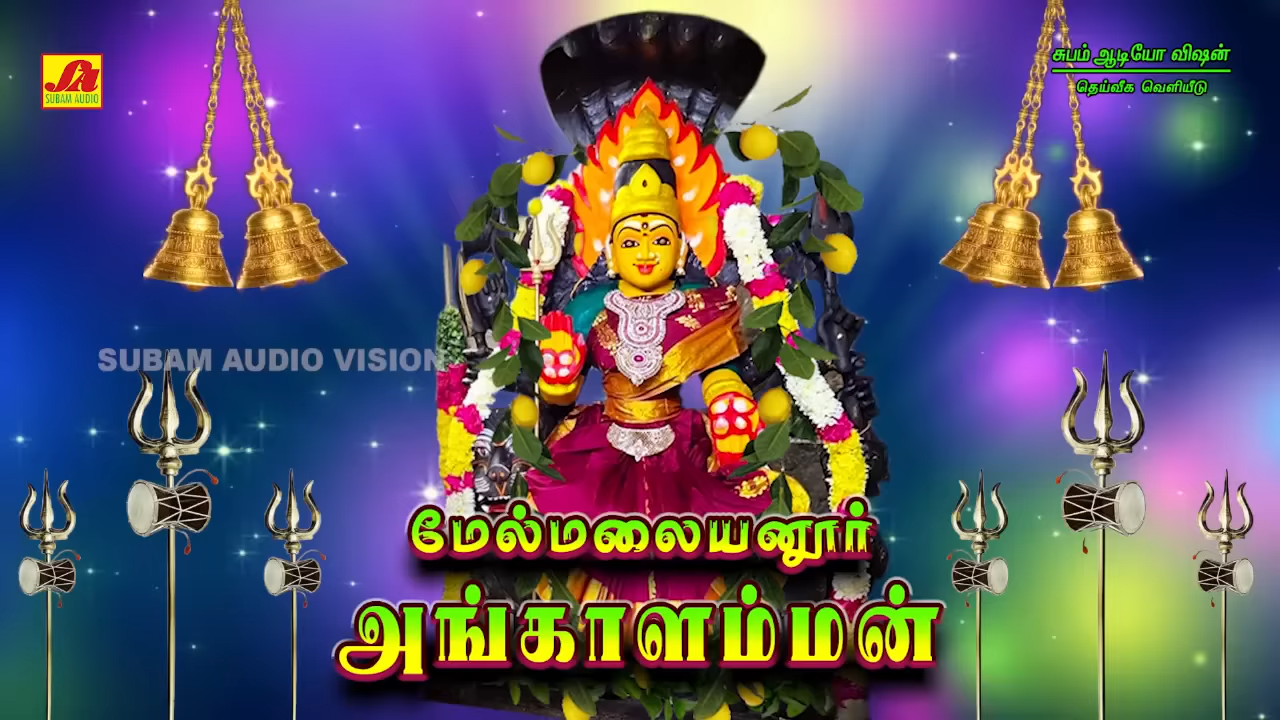 SUBAM AUDIO
சுபம் ஆடியோ விஷன்
தெய்வீக வெளியீடு
SUBAM AUDIO VISION
மேல்மலையனூர்
அங்காளம்மன்